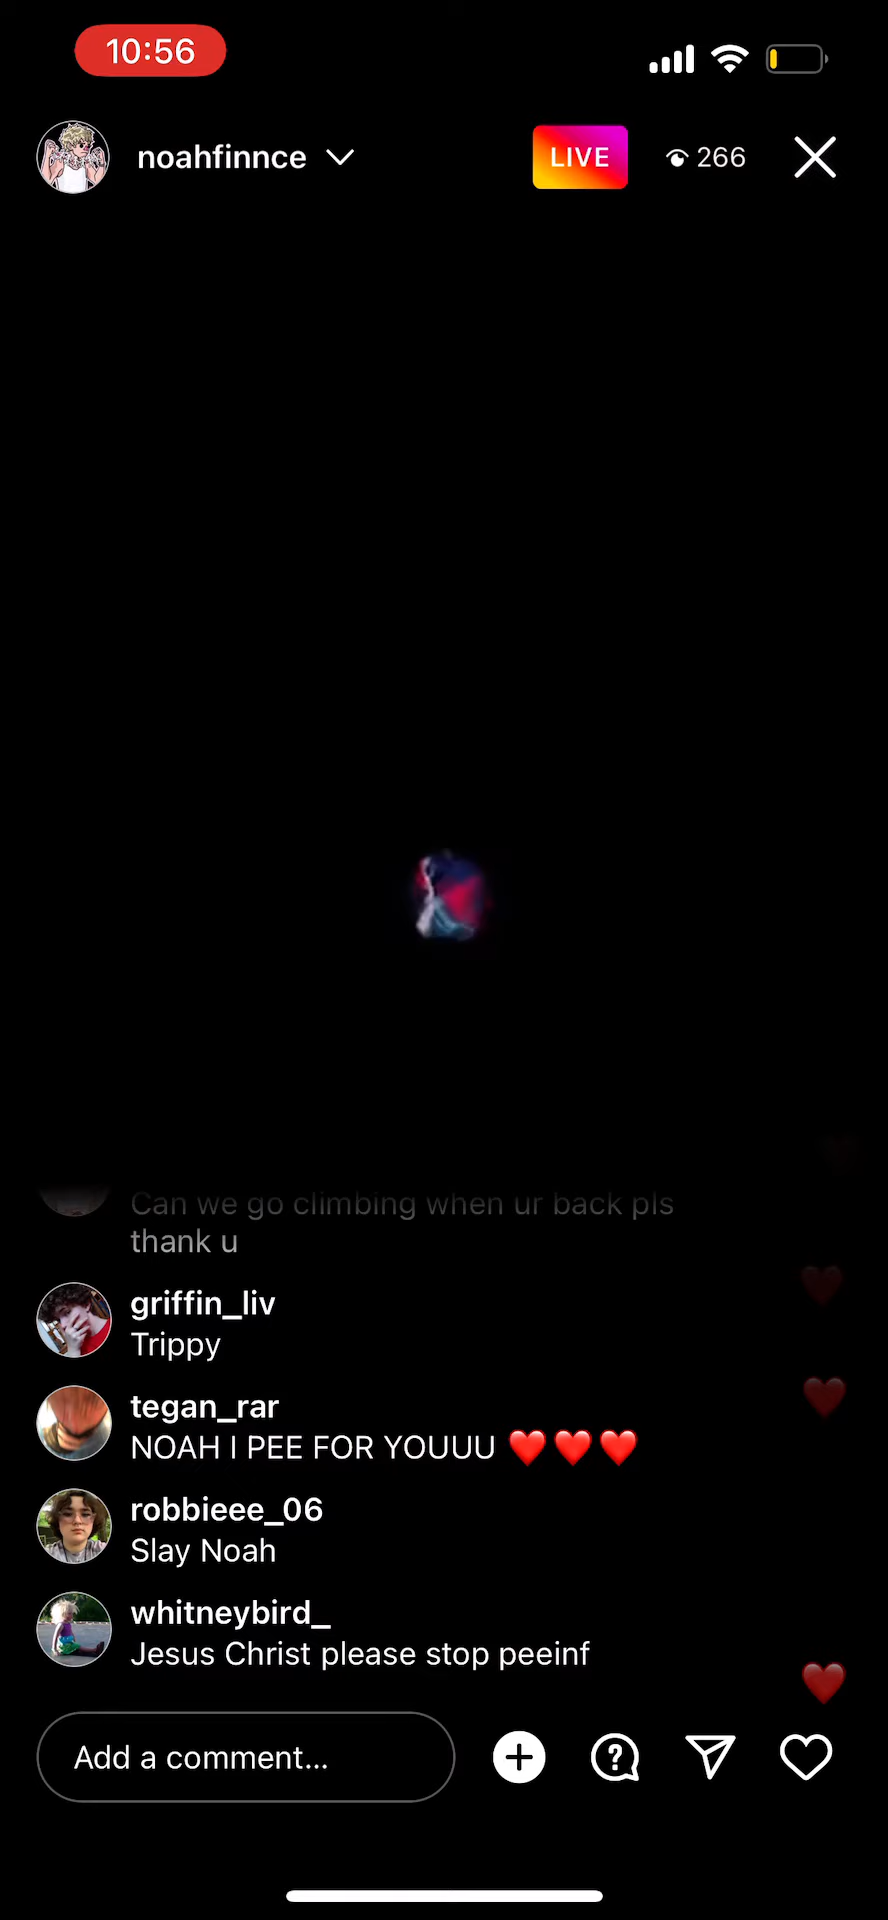 10:56
noahfinnce
LIVE
266
Can we go climbing when ur back pls
thank u
griffin_liv
Trippy
tegan_rar
NOAH I PEE FOR YOUUU ❤️❤️❤️
robbieee_06
Slay Noah
whitneybird_
Jesus Christ please stop peeinf
Add a comment...